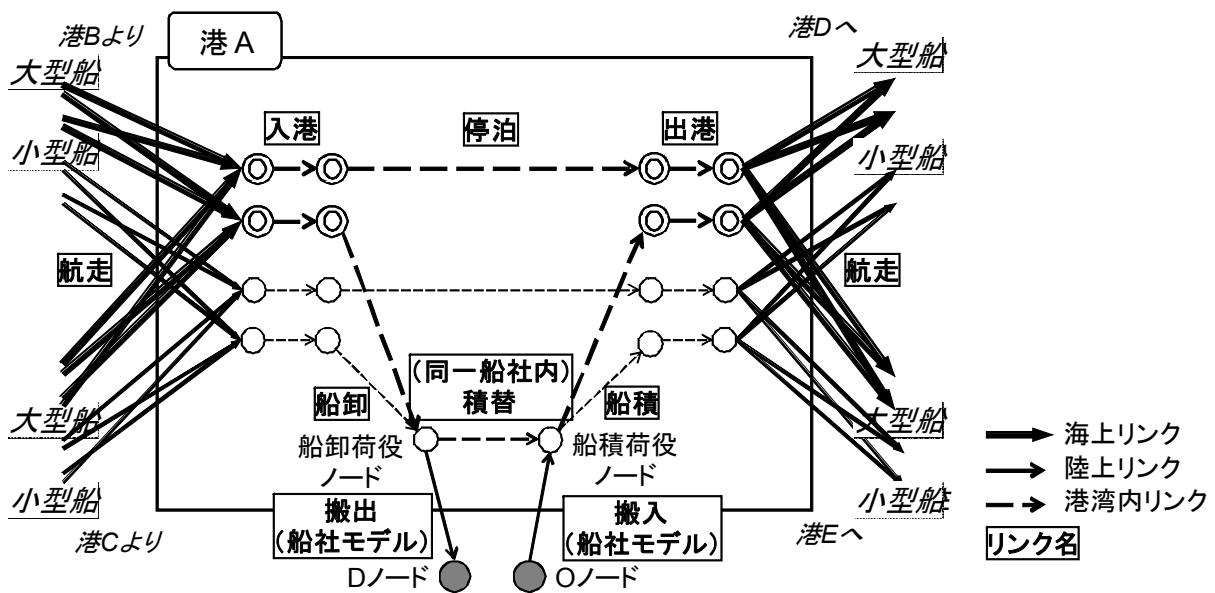 港Bより
港A
港Dへ
大型船
大型船
入港
停泊
出港
小型船
小型船
航走
航走
(同一船社内)
積替
船卸
船積
大型船
大型船
船卸荷役
ノード
船積荷役
ノード
海上リンク
陸上リンク
港湾内リンク
リンク名
小型船
小型船
港Cより
搬出
(船社モデル)
搬入
(船社モデル)
港Eへ
Dノード
Oノード